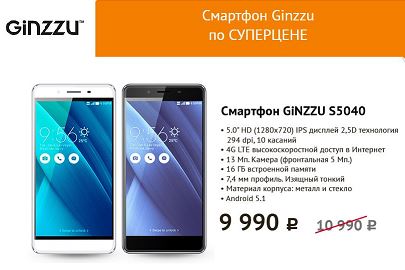 GiNZZU™
Смартфон Ginzzu
по СУПЕРЦЕНЕ
Смартфон GiNZZU S5040
• 5.0" HD (1280x720) IPS дисплей 2,5D технология
294 dpi, 10 касаний
• 4G LTE высокоскоростной доступ в Интернет
• 13 Мп. Камера (фронтальная 5 Мп.)
• 16 ГБ встроенной памяти
• 7,4 мм профиль. Изящный тонкий
• Материал корпуса: металл и стекло
• Android 5.1
9 990 ₽
10 990 ₽